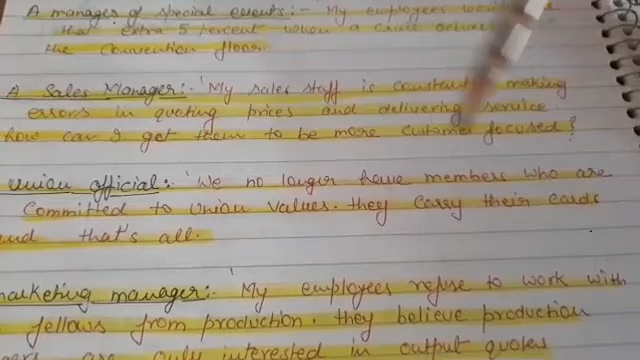 A manager of special events:- My employees wo
that extra 5 percent when a crisis occur
the convention floor.
A Sales Manager:- 'My sales staff is constant making
errors in quoting prices and delivering service
how can I get them to be more customer focused?
union official:- 'We no longer have members who are
Committed to union values. they carry their cards
and that's all.
marketing manager:- 'My employees refuse to work with
fellows from production. they believe production
are only interested in output quotes